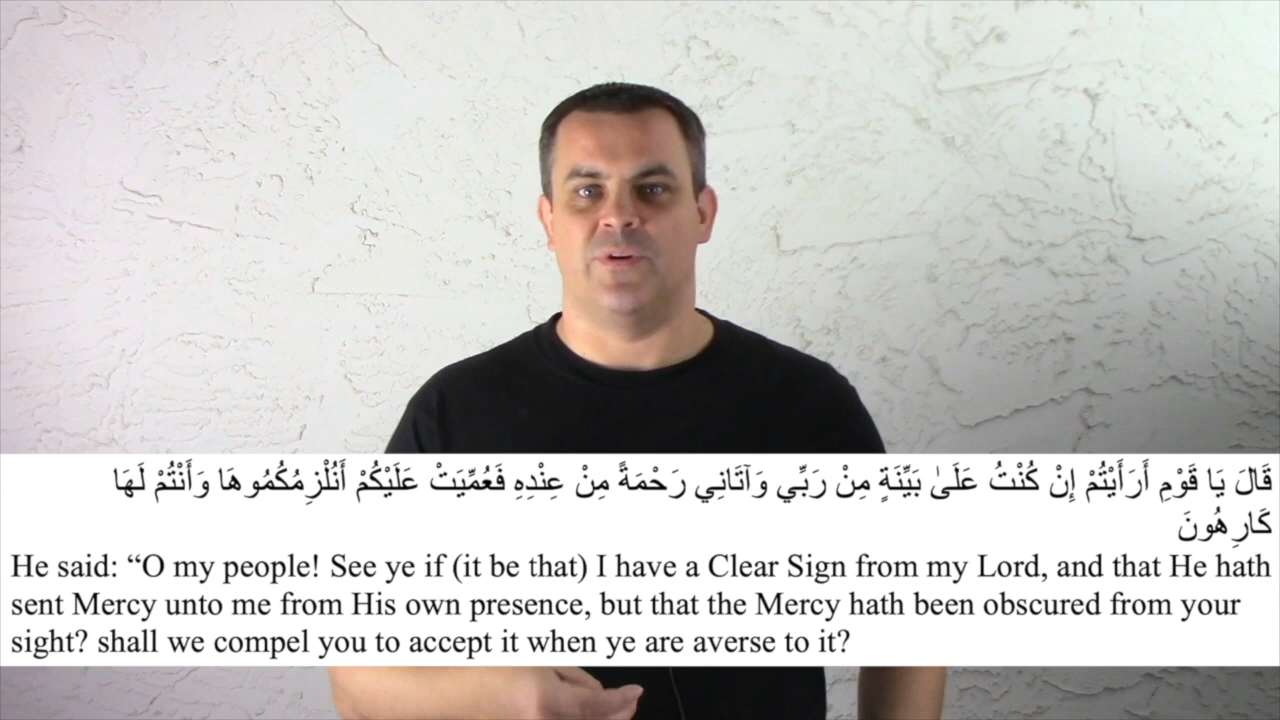 قَالَ يَا قَوْمِ أَرَأَيْتُمْ إِنْ كُنْتُ عَلَىٰ بَيِّنَةٍ مِنْ رَبِّي وَآتَانِي رَحْمَةً مِنْ عِنْدِهِ فَعُمِّيَتْ عَلَيْكُمْ أَنُلْزِمُكُمُوهَا وَأَنْتُمْ لَهَا
كَارِهُونَ
He said: “O my people! See ye if (it be that) I have a Clear Sign from my Lord, and that He hath
sent Mercy unto me from His own presence, but that the Mercy hath been obscured from your
sight? shall we compel you to accept it when ye are averse to it?